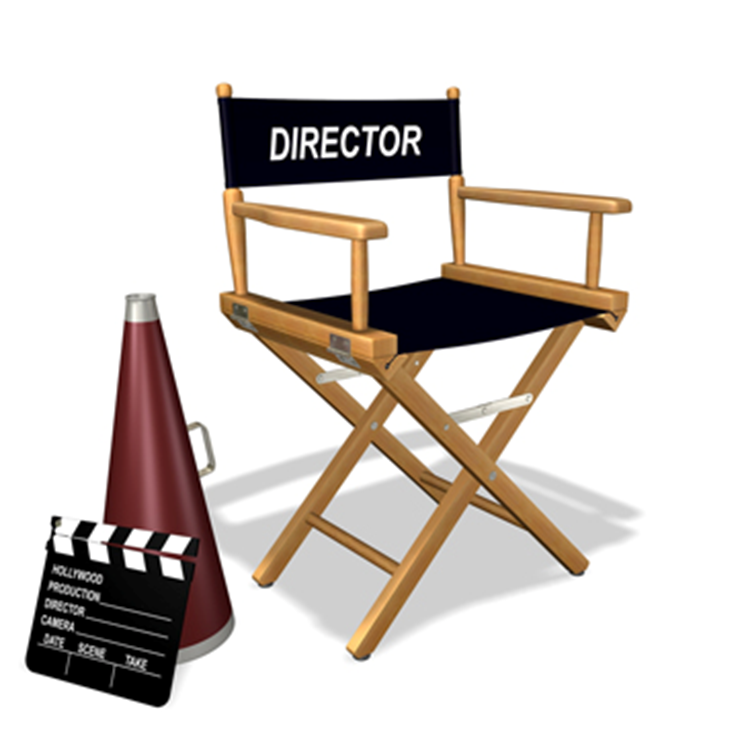 DIRECTOR
HOLLYWOOD
PRODUCTION
DIRECTOR
CAMERA
DATE SCENE TAKE